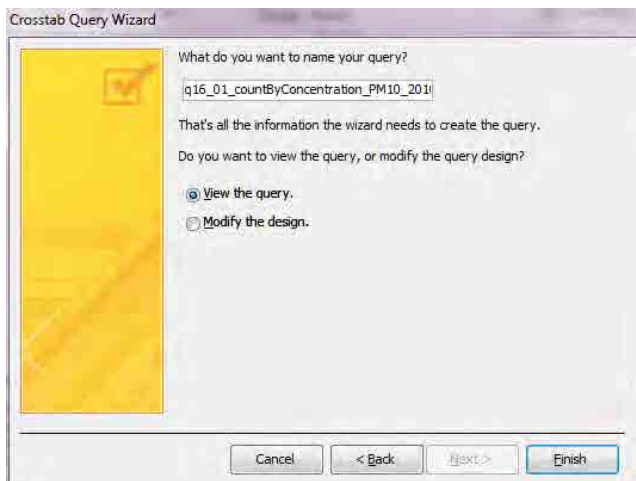 Crosstab Query Wizard
What do you want to name your query?
q16_01_countByConcentration_PM10_201
That's all the information the wizard needs to create the query.
Do you want to view the query, or modify the query design?
View the query.
Modify the design.
Cancel
< Back
Next >
Finish